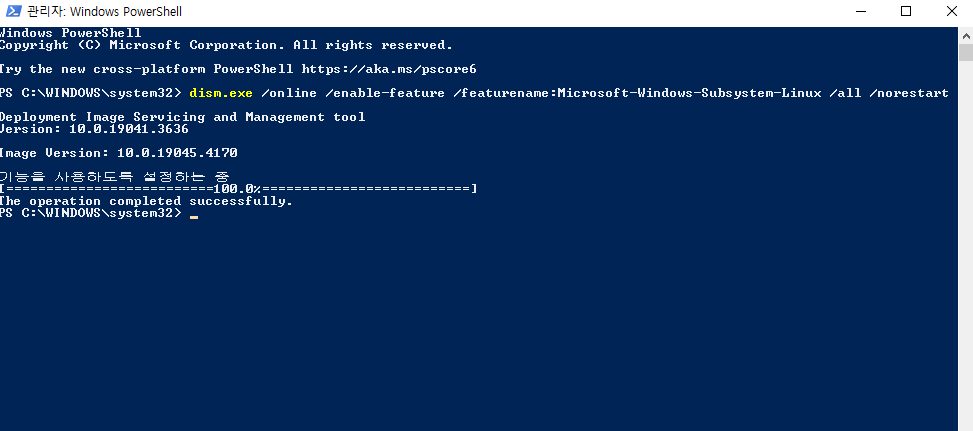 관리자: Windows PowerShell
Windows PowerShell
Copyright (C) Microsoft Corporation. All rights reserved.
Try the new cross-platform PowerShell https://aka.ms/pscore6
PS C:\WINDOWS\system32> dism.exe /online /enable-feature /featurename:Microsoft-Windows-Subsystem-Linux /all /norestart
Deployment Image Servicing and Management tool
Version: 10.0.19041.3636
Image Version: 10.0.19045.4170
기능을 사용하도록 설정하는 중
[==========================100.0%==========================]
The operation completed successfully.
PS C:\WINDOWS\system32>